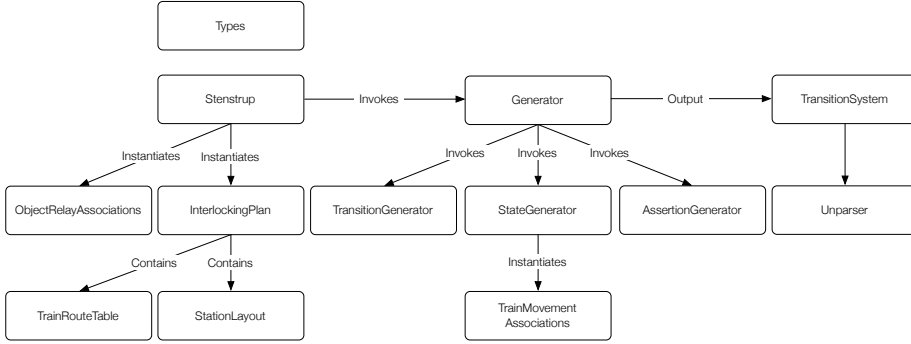 Types
Stenstrup
Invokes
Generator
Output
TransitionSystem
Instantiates
Instantiates
Invokes
Invokes
Invokes
ObjectRelayAssociations
InterlockingPlan
TransitionGenerator
StateGenerator
AssertionGenerator
Unparser
Contains
Contains
Instantiates
TrainRouteTable
StationLayout
TrainMovement
Associations